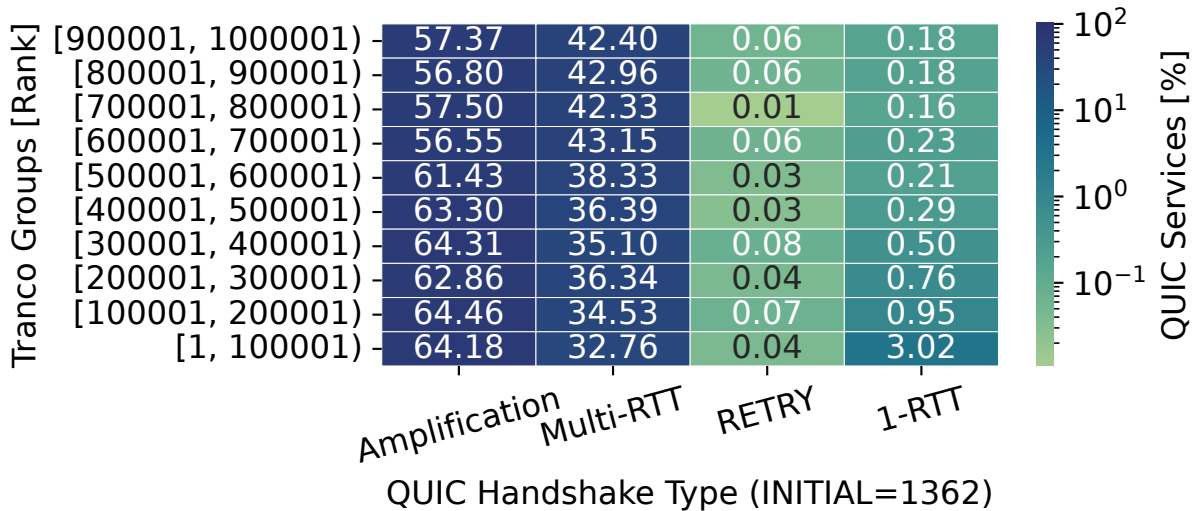 Tranco Groups [Rank]
[900001, 1000001) 57.37 42.40 0.06 0.18
[800001, 900001) 56.80 42.96 0.06 0.18
[700001, 800001) 57.50 42.33 0.01 0.16
[600001, 700001) 56.55 43.15 0.06 0.23
[500001, 600001) 61.43 38.33 0.03 0.21
[400001, 500001) 63.30 36.39 0.03 0.29
[300001, 400001) 64.31 35.10 0.08 0.50
[200001, 300001) 62.86 36.34 0.04 0.76
[100001, 200001) 64.46 34.53 0.07 0.95
[1, 100001) 64.18 32.76 0.04 3.02
Amplification Multi-RTT RETRY 1-RTT
QUIC Handshake Type (INITIAL=1362)
10²
10¹
10⁰
10⁻¹
QUIC Services [%]